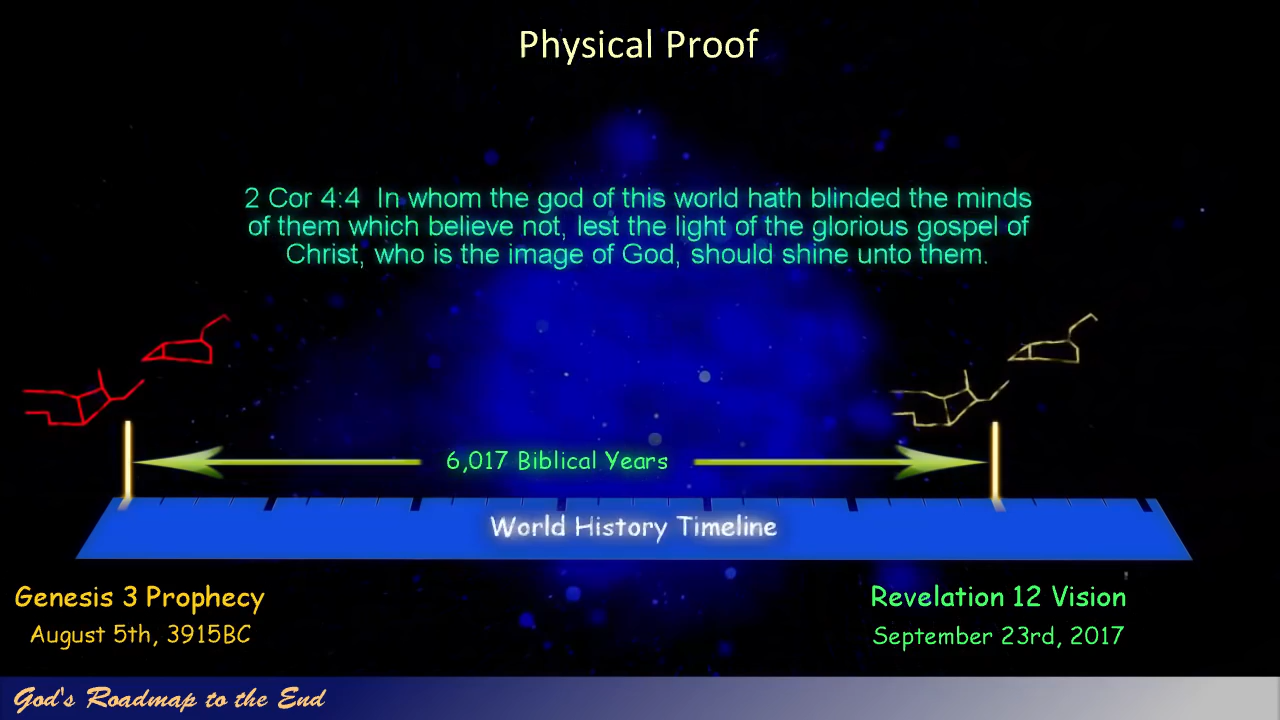 Physical Proof
2 Cor 4:4  In whom the god of this world hath blinded the minds
of them which believe not, lest the light of the glorious gospel of
Christ, who is the image of God, should shine unto them.
6,017 Biblical Years
World History Timeline
Genesis 3 Prophecy
August 5th, 3915BC
Revelation 12 Vision
September 23rd, 2017
God's Roadmap to the End